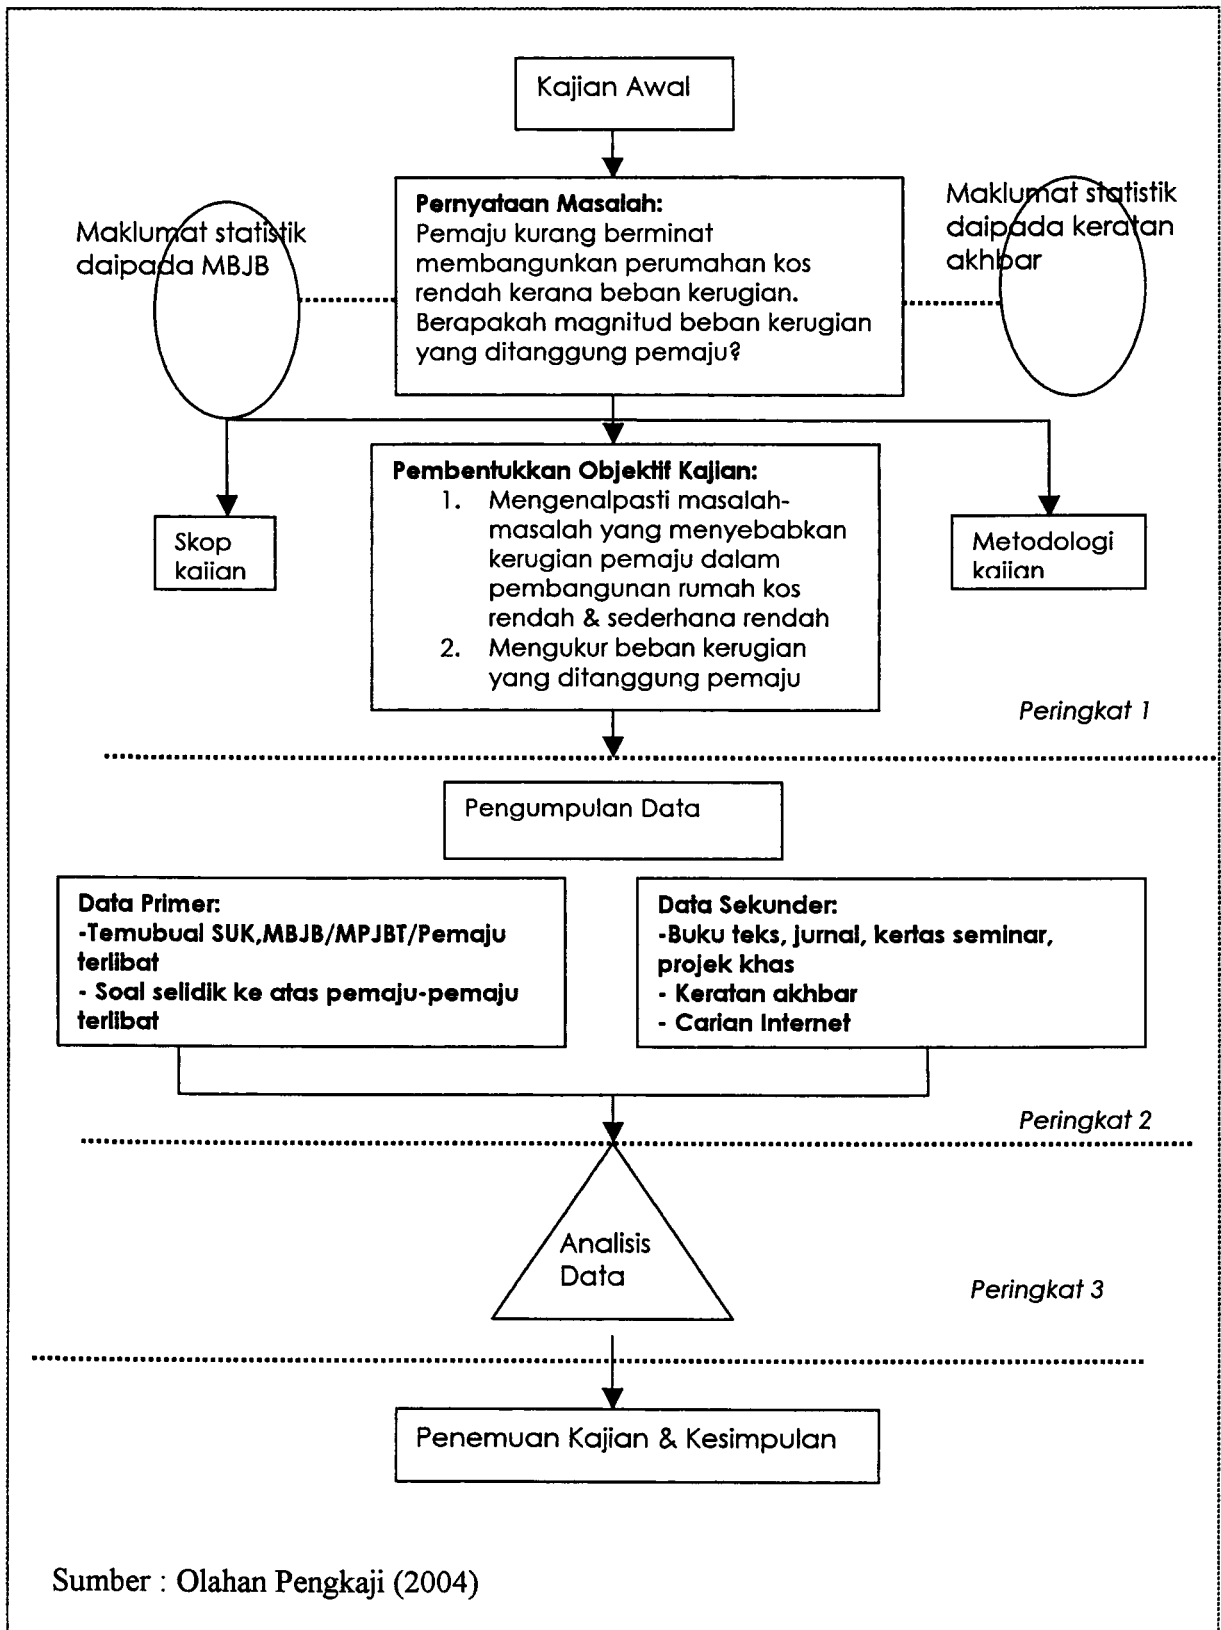 Kajian Awal
Pernyataan Masalah:
Pemaju kurang berminat
membangunkan perumahan kos
rendah kerana beban kerugian.
Berapakah magnitud beban kerugian
yang ditanggung pemaju?
Maklumat statistik
daipada MBJB
Maklumat statistik
daipada keratan
akhbar
Pembentukkan Objektif Kajian:
1. Mengenalpasti masalah-
masalah yang menyebabkan
kerugian pemaju dalam
pembangunan rumah kos
rendah & sederhana rendah
2. Mengukur beban kerugian
yang ditanggung pemaju
Skop
kajian
Metodologi
kajian
Peringkat 1
Pengumpulan Data
Data Primer:
-Temubual SUK,MBJB/MPJBT/Pemaju
terlibat
- Soal selidik ke atas pemaju-pemaju
terlibat
Data Sekunder:
-Buku teks, jurnal, kertas seminar,
projek khas
- Keratan akhbar
- Carian Internet
Peringkat 2
Analisis
Data
Peringkat 3
Penemuan Kajian & Kesimpulan
Sumber : Olahan Pengkaji (2004)